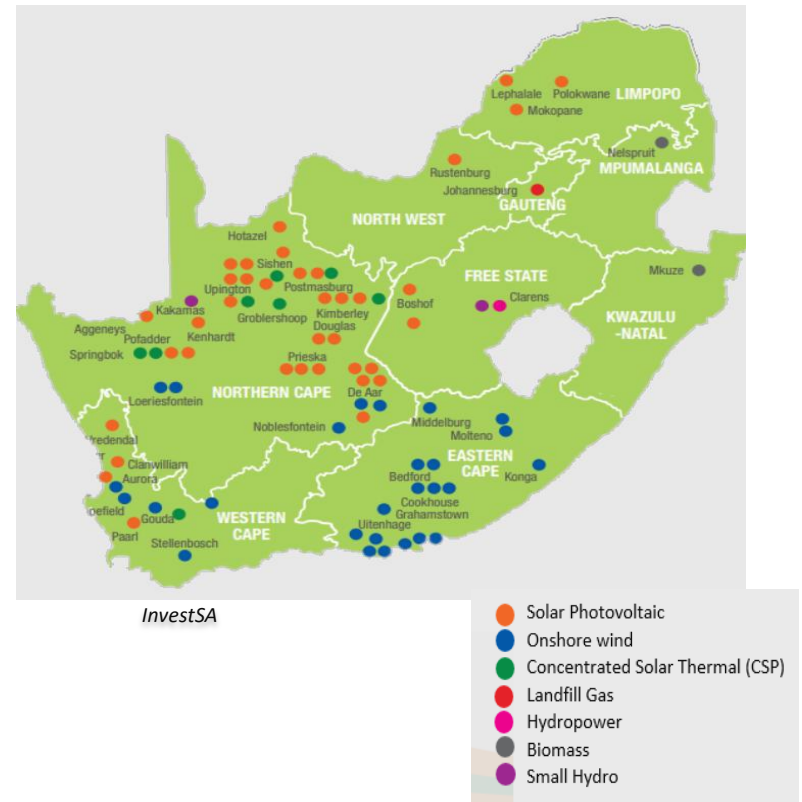 Lephalale
Polokwane
LIMPOPO
Mokopane
Nelspruit
MPUMALANGA
Rustenburg
Johannesburg
GAUTENG
NORTH WEST
Hotazel
Sishen
FREE STATE
Mkuze
Upington
Postmasburg
Kakamas
Groblershoop
Kimberley
Boshof
Clarens
KWAZULU
-NATAL
Aggeneys
Pofadder
Kenhardt
Douglas
Springbok
Prieska
NORTHERN CAPE
De Aar
Loeriesfontein
Noblesfontein
Middelburg
Molteno
Vredendal
EASTERN
CAPE
Clanwilliam
Aurora
Bedford
Konga
oefield
Gouda
Cookhouse
Grahamstown
WESTERN
CAPE
Uitenhage
Paarl
Stellenbosch
InvestSA
Solar Photovoltaic
Onshore wind
Concentrated Solar Thermal (CSP)
Landfill Gas
Hydropower
Biomass
Small Hydro